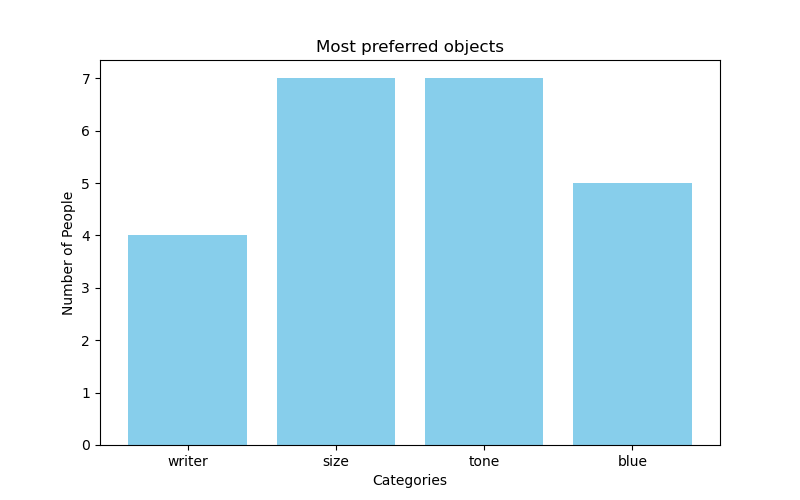 Most preferred objects
Number of People
7
6
5
4
3
2
1
0
writer size tone blue
Categories